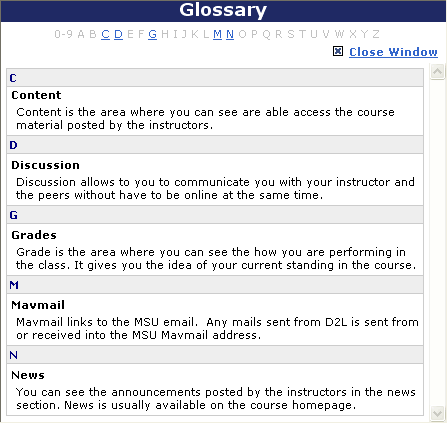 Glossary
0-9 A B C D E F G H I J K L M N O P Q R S T U V W X Y Z
Close Window
C
Content
Content is the area where you can see are able access the course
material posted by the instructors.
D
Discussion
Discussion allows to you to communicate you with your instructor and
the peers without have to be online at the same time.
G
Grades
Grade is the area where you can see the how you are performing in
the class. It gives you the idea of your current standing in the course.
M
Mavmail
Mavmail links to the MSU email.  Any mails sent from D2L is sent from
or received into the MSU Mavmail address.
N
News
You can see the announcements posted by the instructors in the news
section. News is usually available on the course homepage.